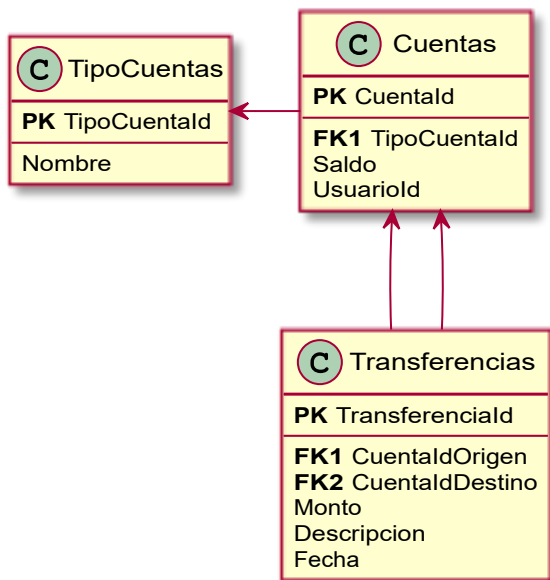 C TipoCuentas
PK TipoCuentaId
Nombre
C Cuentas
PK CuentaId
FK1 TipoCuentaId
Saldo
UsuarioId
C Transferencias
PK TransferenciaId
FK1 CuentaIdOrigen
FK2 CuentaIdDestino
Monto
Descripcion
Fecha